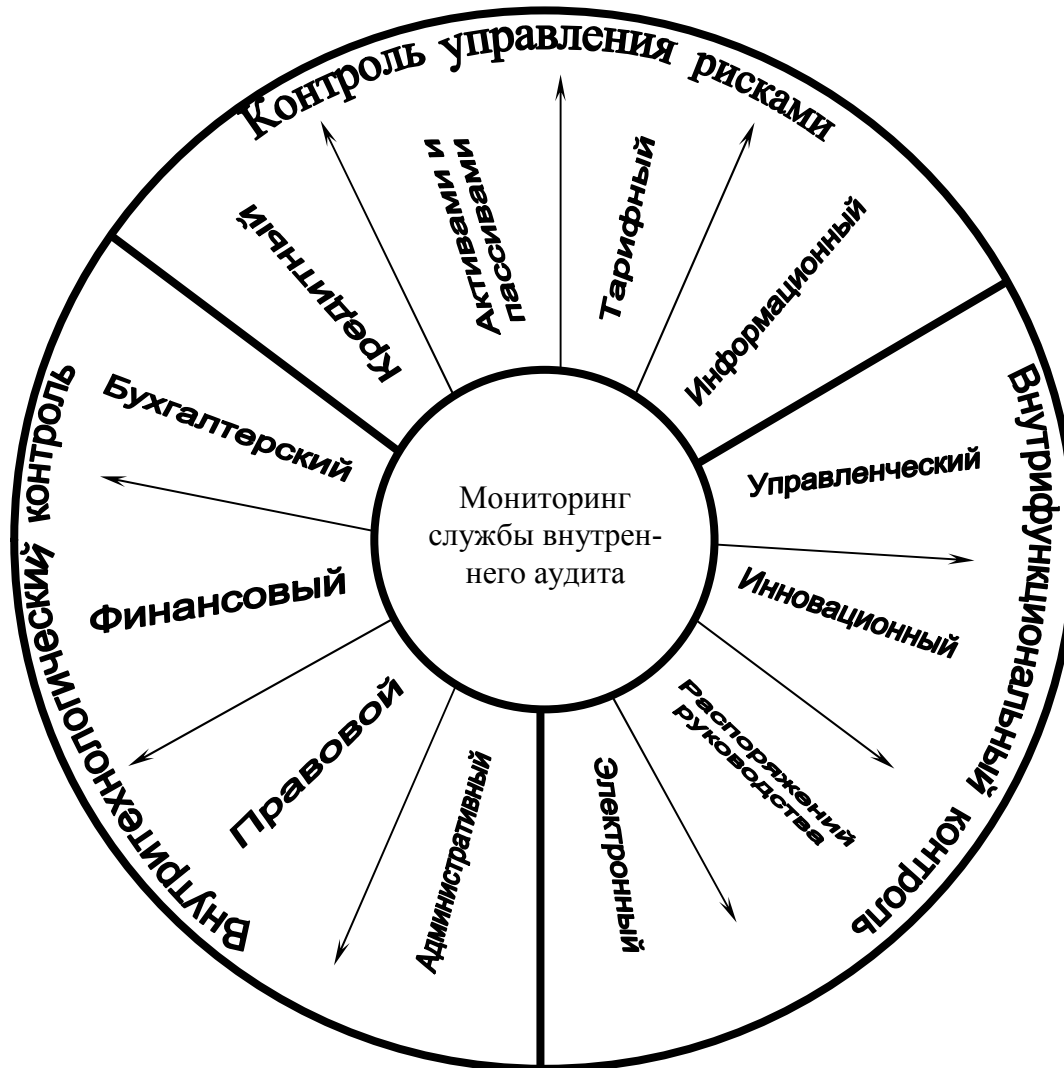 Контроль управления рисками
Кредитный
Активами и
пассивами
Тарифный
Информационный
Внутрифункциональный контроль
Управленческий
Инновационный
Распоряжений
руководства
Электронный
Внутритехнологический контроль
Бухгалтерский
Финансовый
Правовой
Административный
Мониторинг
службы внутрен-
него аудита